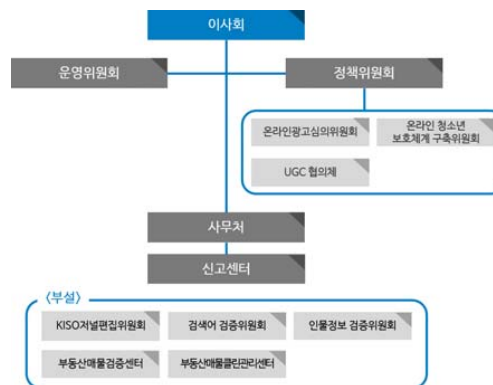 이사회
운영위원회
정책위원회
온라인광고심의위원회
온라인 청소년
보호체계 구축위원회
UGC 협의체
사무처
신고센터
〈부설〉
KISO저널편집위원회
검색어 검증위원회
인물정보 검증위원회
부동산매물검증센터
부동산매물클린관리센터